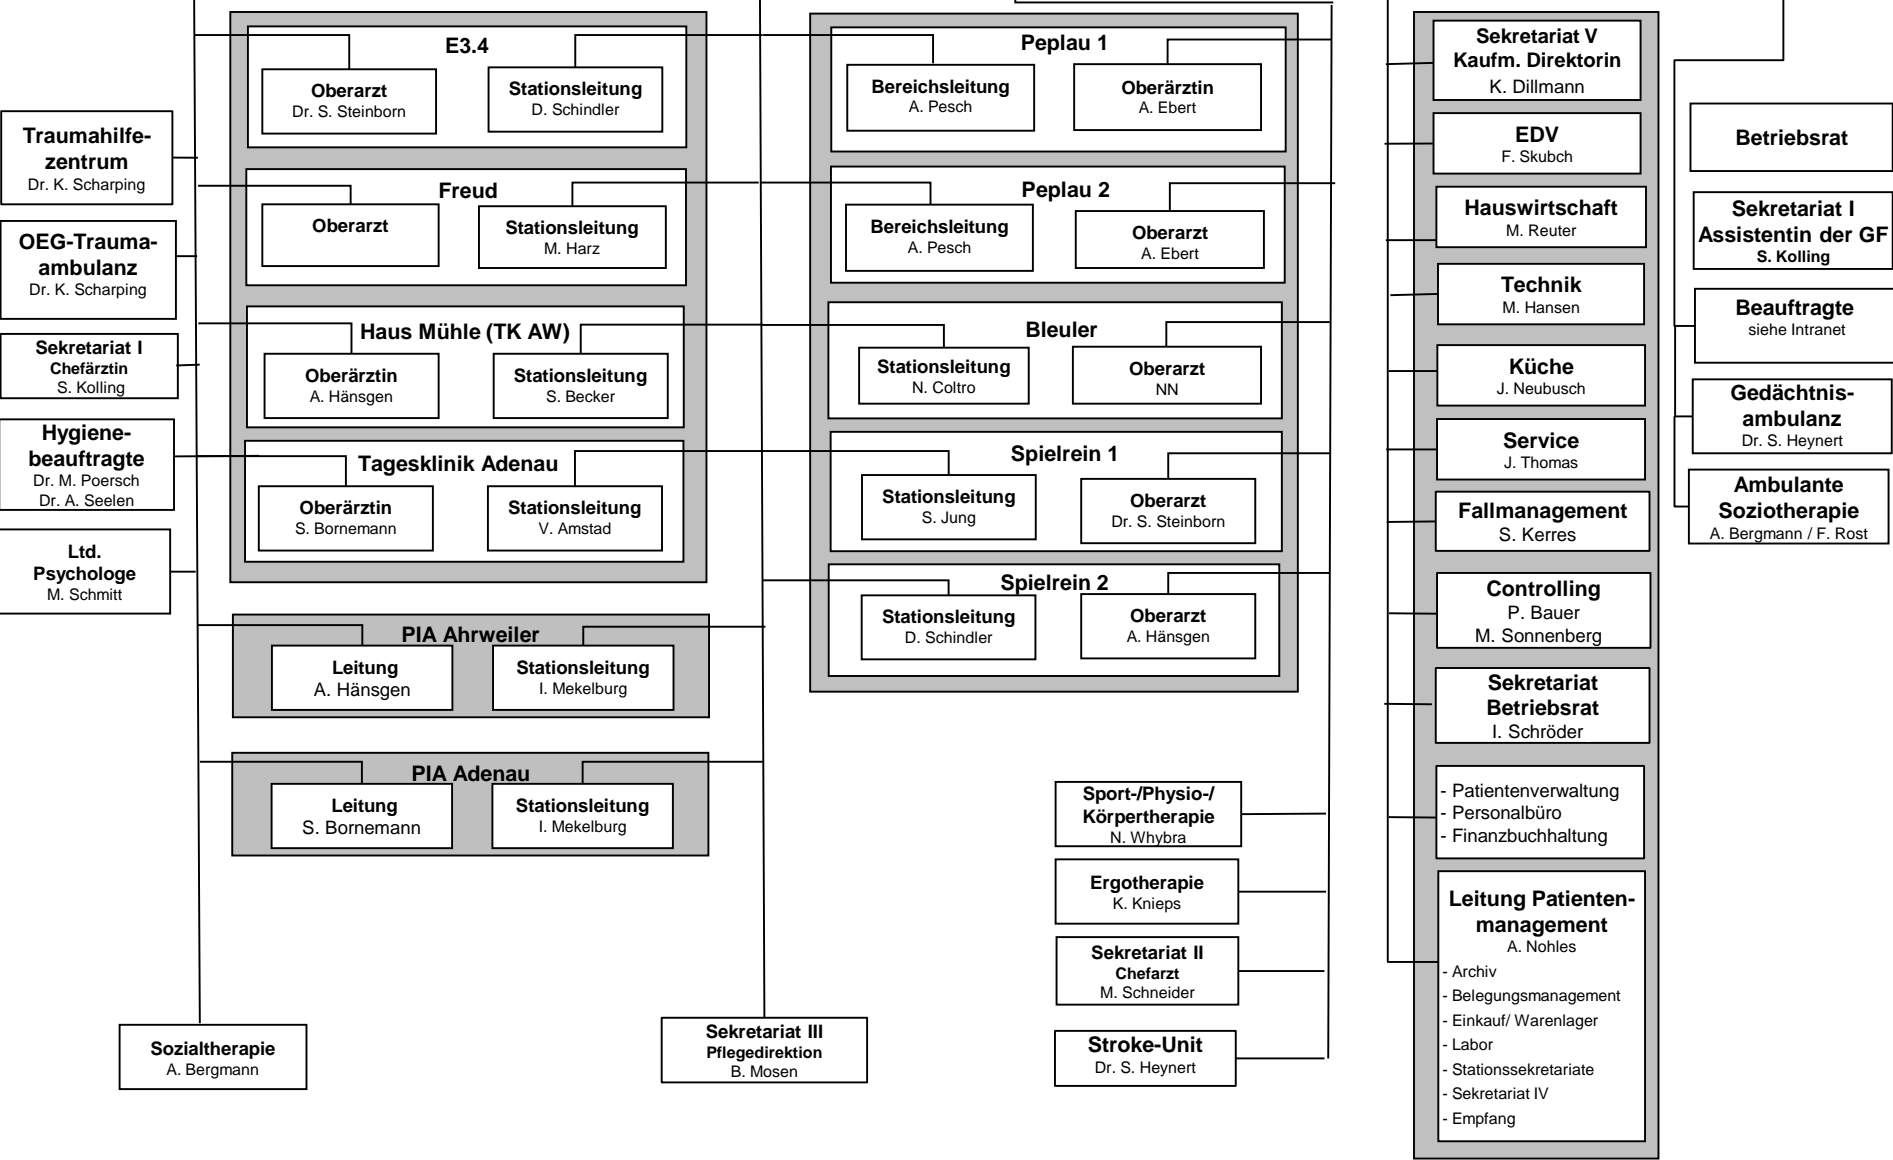 Traumahilfe-
zentrum
Dr. K. Scharping
OEG-Trauma-
ambulanz
Dr. K. Scharping
Sekretariat I
Chefärztin
S. Kolling
Hygiene-
beauftragte
Dr. M. Poersch
Dr. A. Seelen
Ltd.
Psychologe
M. Schmitt
E3.4
Oberarzt
Dr. S. Steinborn
Stationsleitung
D. Schindler
Freud
Oberarzt
Stationsleitung
M. Harz
Haus Mühle (TK AW)
Oberärztin
A. Hänsgen
Stationsleitung
S. Becker
Tagesklinik Adenau
Oberärztin
S. Bornemann
Stationsleitung
V. Amstad
PIA Ahrweiler
Leitung
A. Hänsgen
Stationsleitung
I. Mekelburg
PIA Adenau
Leitung
S. Bornemann
Stationsleitung
I. Mekelburg
Sozialtherapie
A. Bergmann
Sekretariat III
Pflegedirektion
B. Mosen
Peplau 1
Bereichsleitung
A. Pesch
Oberärztin
A. Ebert
Peplau 2
Bereichsleitung
A. Pesch
Oberarzt
A. Ebert
Bleuler
Stationsleitung
N. Coltro
Oberarzt
NN
Spielrein 1
Stationsleitung
S. Jung
Oberarzt
Dr. S. Steinborn
Spielrein 2
Stationsleitung
D. Schindler
Oberarzt
A. Hänsgen
Sport-/Physio-/
Körpertherapie
N. Whybra
Ergotherapie
K. Knieps
Sekretariat II
Chefarzt
M. Schneider
Stroke-Unit
Dr. S. Heynert
Sekretariat V
Kaufm. Direktorin
K. Dillmann
EDV
F. Skubch
Hauswirtschaft
M. Reuter
Technik
M. Hansen
Küche
J. Neubusch
Service
J. Thomas
Fallmanagement
S. Kerres
Controlling
P. Bauer
M. Sonnenberg
Sekretariat
Betriebsrat
I. Schröder
- Patientenverwaltung
- Personalbüro
- Finanzbuchhaltung
Leitung Patienten-
management
A. Nohles
- Archiv
- Belegungsmanagement
- Einkauf/ Warenlager
- Labor
- Stationssekretariate
- Sekretariat IV
- Empfang
Betriebsrat
Sekretariat I
Assistentin der GF
S. Kolling
Beauftragte
siehe Intranet
Gedächtnis-
ambulanz
Dr. S. Heynert
Ambulante
Soziotherapie
A. Bergmann / F. Rost